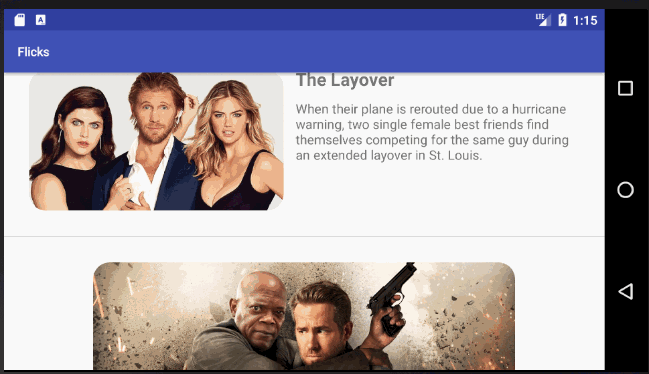 LTE 1:15
A
Flicks
The Layover
When their plane is rerouted due to a hurricane
warning, two single female best friends find
themselves competing for the same guy during
an extended layover in St. Louis.